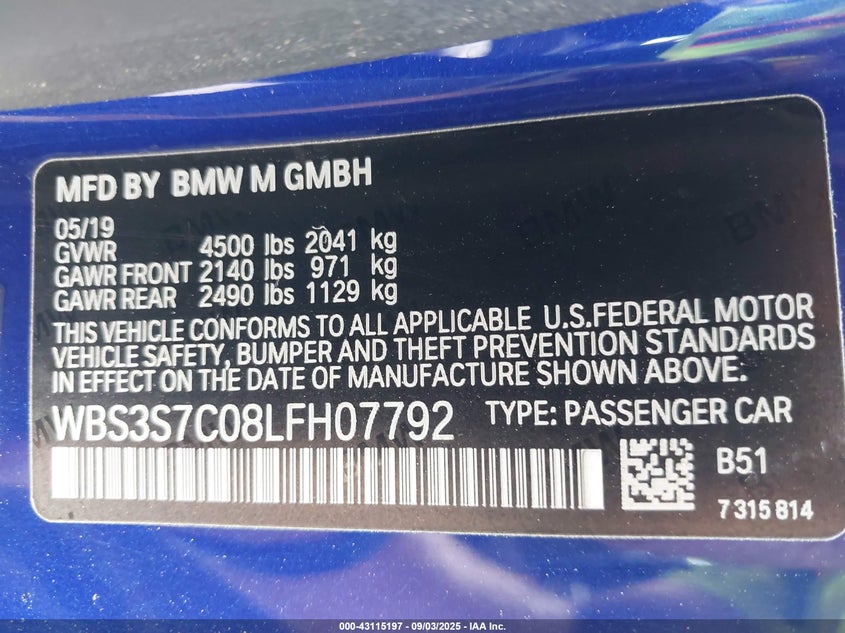 MFD BY BMW M GMBH
05/19
GVWR 4500 lbs 2041 kg
GAWR FRONT 2140 lbs 971 kg
GAWR REAR 2490 lbs 1129 kg
THIS VEHICLE CONFORMS TO ALL APPLICABLE U.S.FEDERAL MOTOR
VEHICLE SAFETY, BUMPER AND THEFT PREVENTION STANDARDS
IN EFFECT ON THE DATE OF MANUFACTURE SHOWN ABOVE.
WBS3S7C08LFH07792 TYPE: PASSENGER CAR
B51
7 315 814
000-43115197 - 09/03/2025 - IAA Inc.